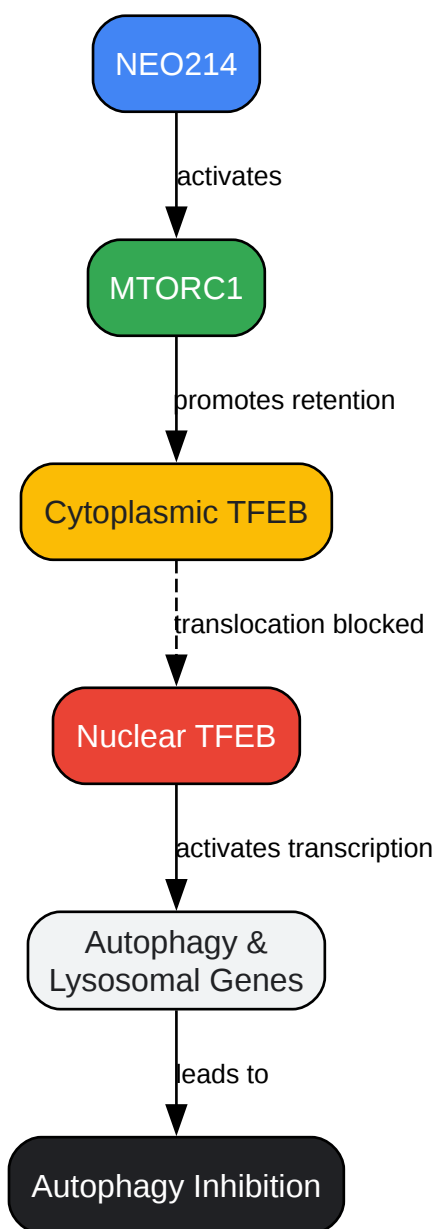 NEO214
activates
MTORC1
promotes retention
Cytoplasmic TFEB
translocation blocked
Nuclear TFEB
activates transcription
Autophagy &
Lysosomal Genes
leads to
Autophagy Inhibition